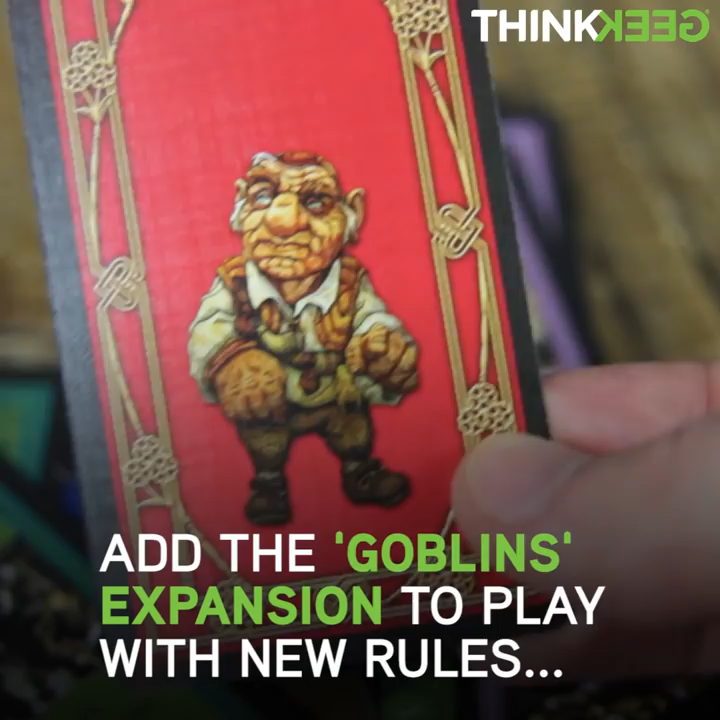 THINKGEEK
ADD THE 'GOBLINS'
EXPANSION TO PLAY
WITH NEW RULES...